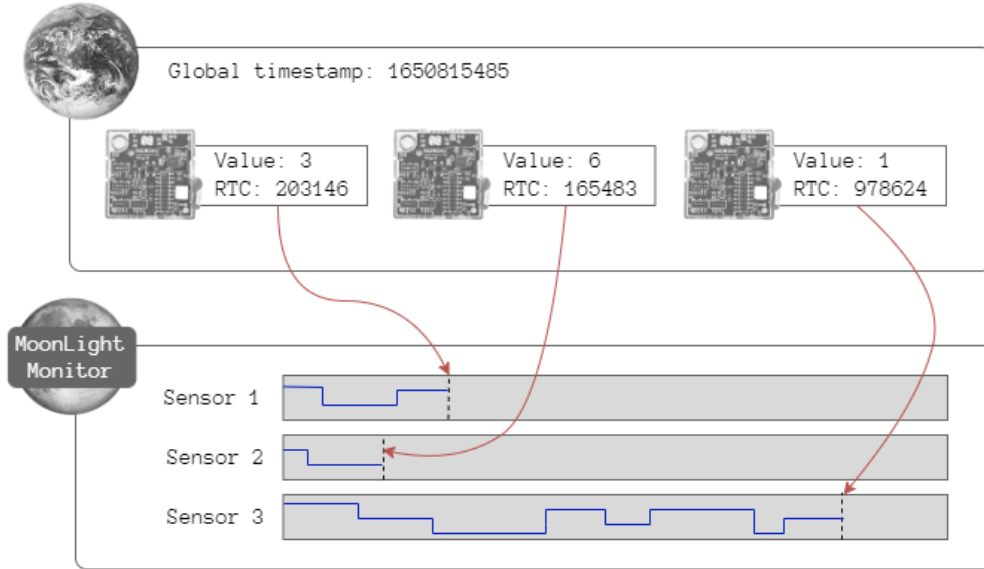 Global timestamp: 1650815485
Value: 3
RTC: 203146
Value: 6
RTC: 165483
Value: 1
RTC: 978624
MoonLight
Monitor
Sensor 1
Sensor 2
Sensor 3